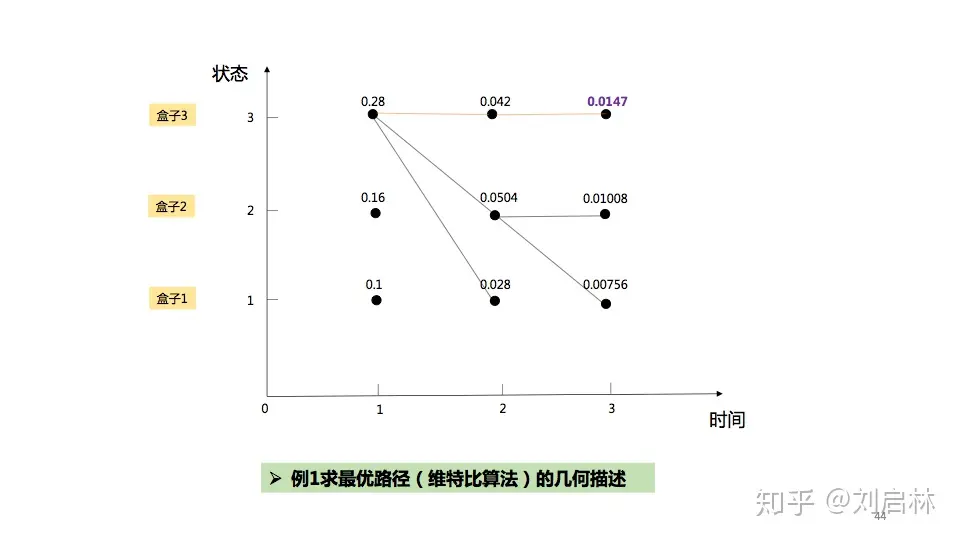 状态
0.28 0.042 0.0147
盒子3 3
0.16 0.0504 0.01008
盒子2 2
0.1 0.028 0.00756
盒子1 1
0 1 2 3
时间
➢ 例1求最优路径(维特比算法)的几何描述
知乎 @刘启林
44